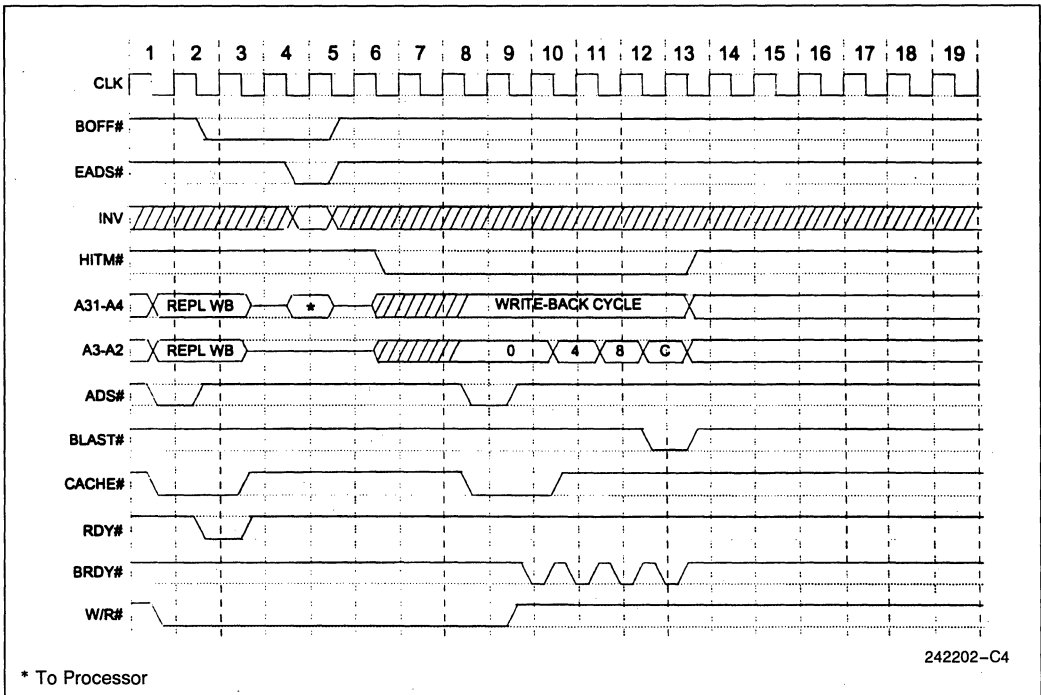 1 2 3 4 5 6 7 8 9 10 11 12 13 14 15 16 17 18 19
CLK
BOFF#
EADS#
INV
HITM#
A31-A4 REPL WB * WRITE-BACK CYCLE
A3-A2 REPL WB 0 4 8 C
ADS#
BLAST#
CACHE#
RDY#
BRDY#
W/R#
242202–C4
* To Processor